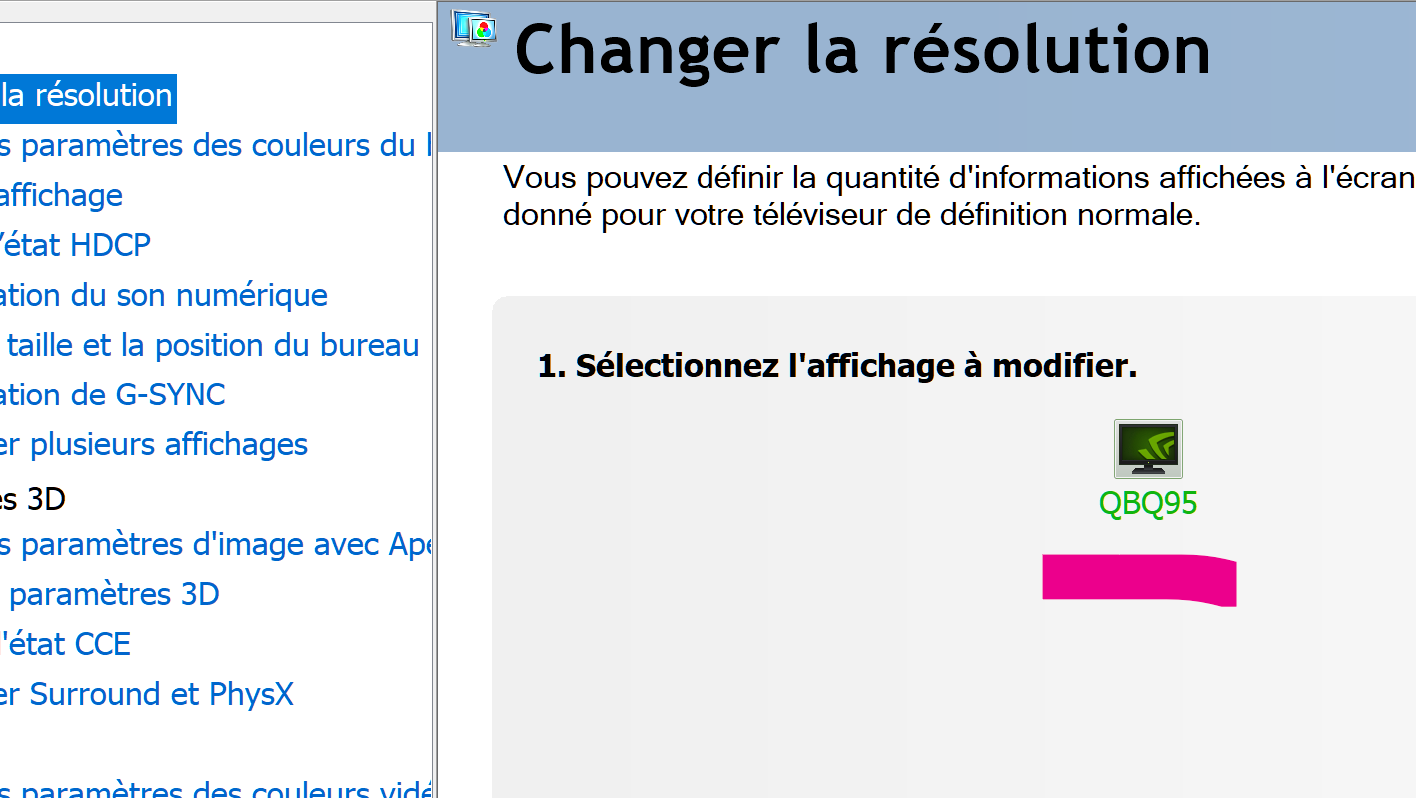 la résolution
s paramètres des couleurs du
affichage
'état HDCP
ation du son numérique
taille et la position du bureau
ation de G-SYNC
er plusieurs affichages
es 3D
s paramètres d'image avec Ape
paramètres 3D
l'état CCE
er Surround et PhysX
s paramètres des couleurs vidé
Changer la résolution
Vous pouvez définir la quantité d'informations affichées à l'écran
donné pour votre téléviseur de définition normale.
1. Sélectionnez l'affichage à modifier.
QBQ95